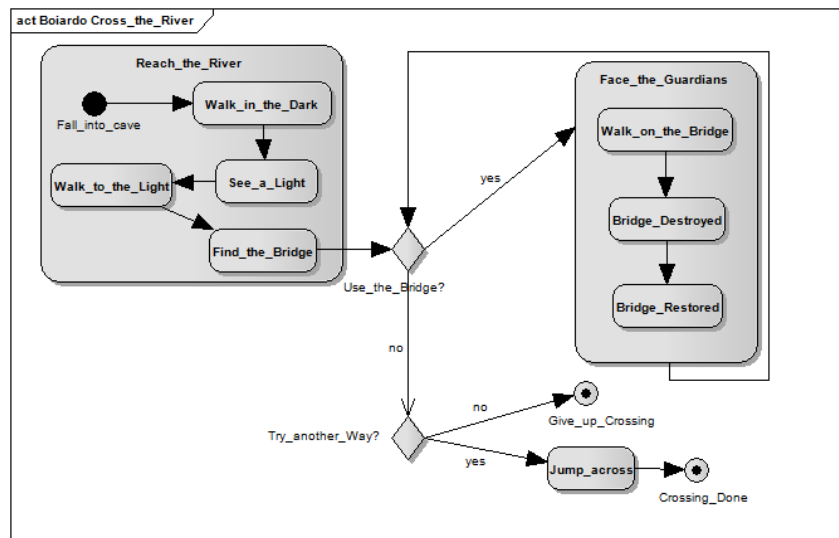 act Boiardo Cross_the_River
Reach_the_River
Fall_into_cave
Walk_in_the_Dark
See_a_Light
Walk_to_the_Light
Find_the_Bridge
Use_the_Bridge?
yes
Face_the_Guardians
Walk_on_the_Bridge
Bridge_Destroyed
Bridge_Restored
no
Try_another_Way?
no
Give_up_Crossing
yes
Jump_across
Crossing_Done